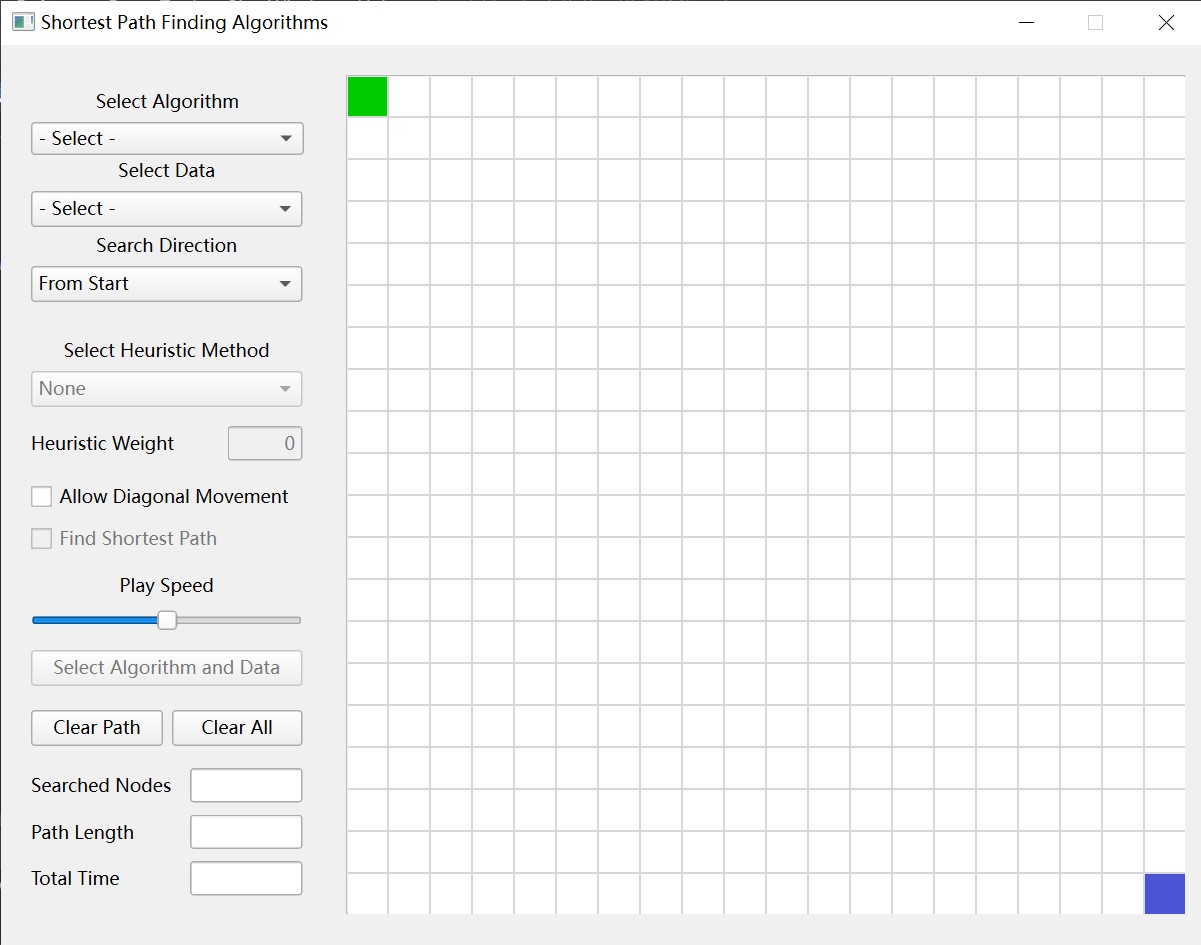 Shortest Path Finding Algorithms
Select Algorithm
- Select -
Select Data
- Select -
Search Direction
From Start
Select Heuristic Method
None
Heuristic Weight 0
Allow Diagonal Movement
Find Shortest Path
Play Speed
Select Algorithm and Data
Clear Path Clear All
Searched Nodes
Path Length
Total Time